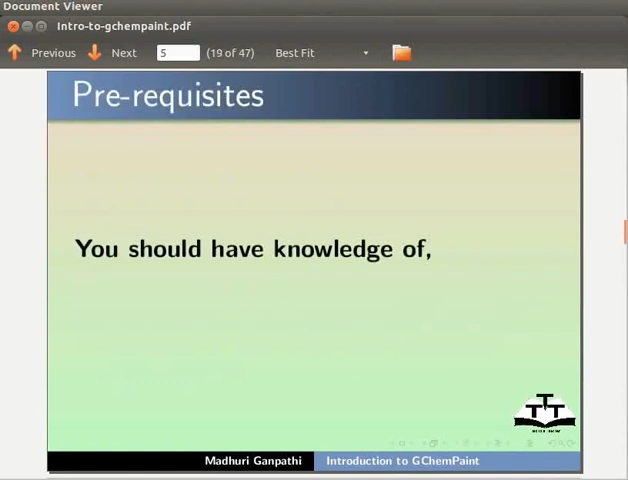 Document Viewer
Intro-to-gchempaint.pdf
Previous Next 5 (19 of 47) Best Fit
Pre-requisites
You should have knowledge of,
Madhuri Ganpathi Introduction to GChemPaint